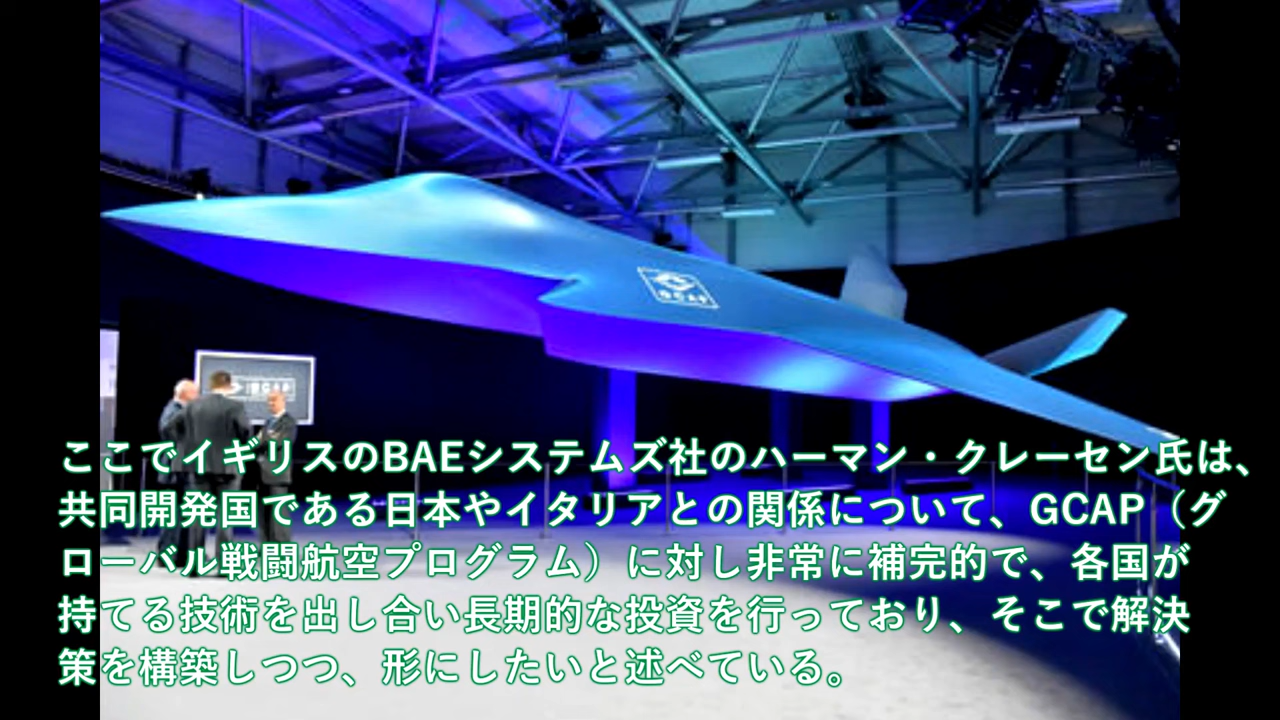 GCAP
GCAP
ここでイギリスのBAEシステムズ社のハーマン・クレーセン氏は、
共同開発国である日本やイタリアとの関係について、GCAP（グ
ローバル戦闘航空プログラム）に対し非常に補完的で、各国が
持てる技術を出し合い長期的な投資を行っており、そこで解決
策を構築しつつ、形にしたいと述べている。